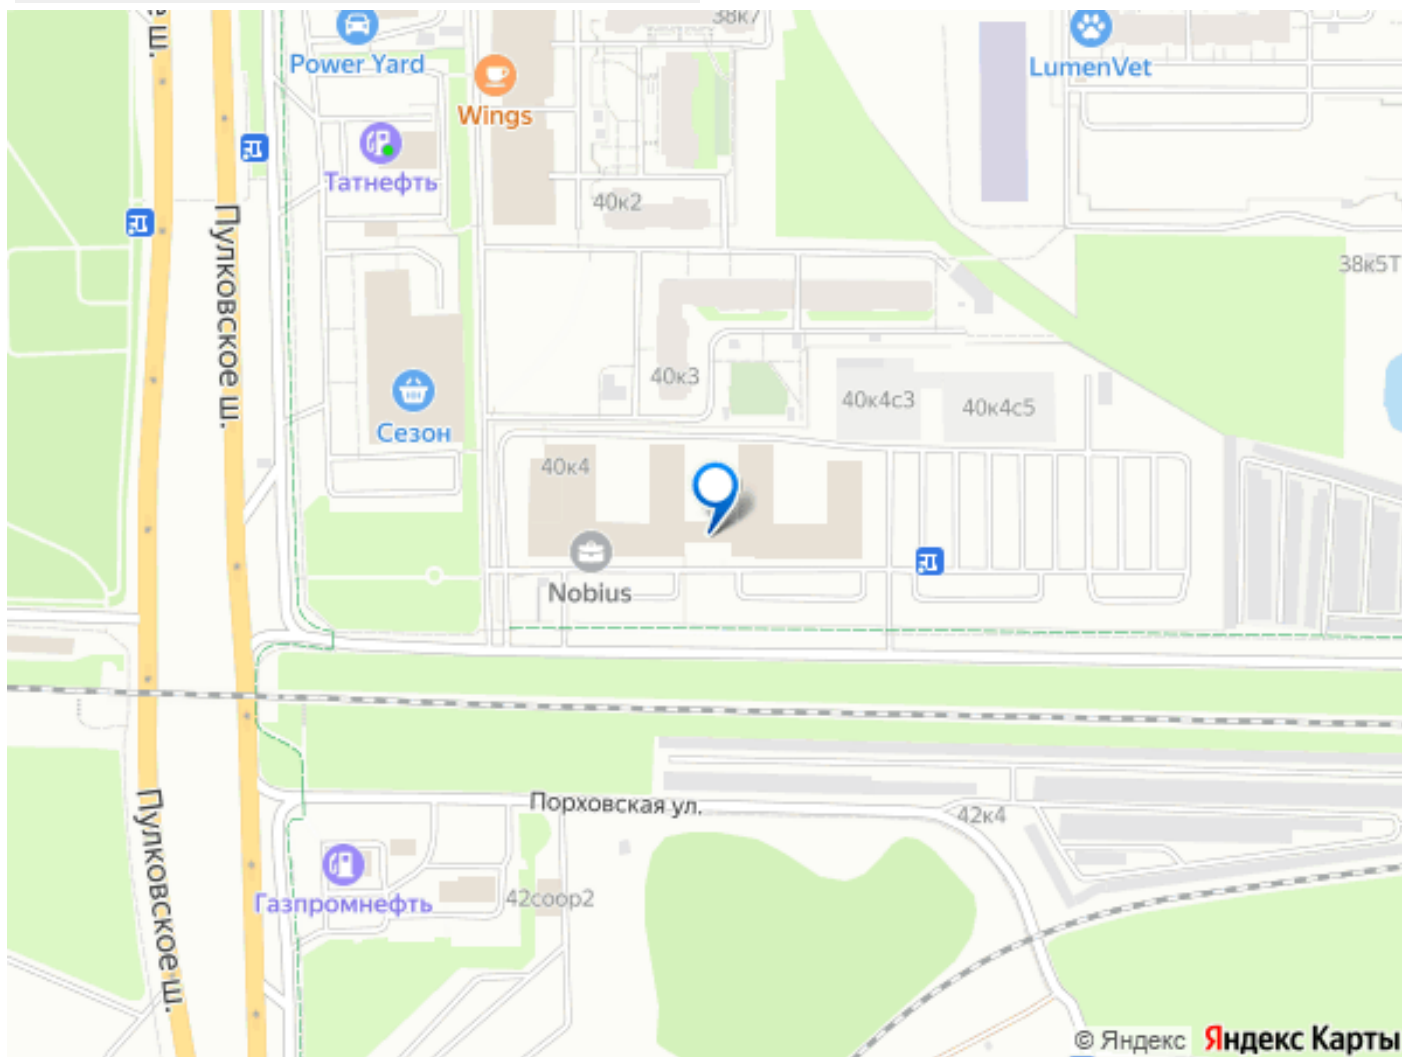 ш.
38к7
Power Yard
LumenVet
Wings
Татнефть
40к2
Пулковское ш.
38к5Т
40к3
40к4с3
40к4с5
Сезон
40к4
Nobius
Порховская ул.
42к4
Пулковское ш.
Газпромнефть
42соор2
© Яндекс Яндекс Карты